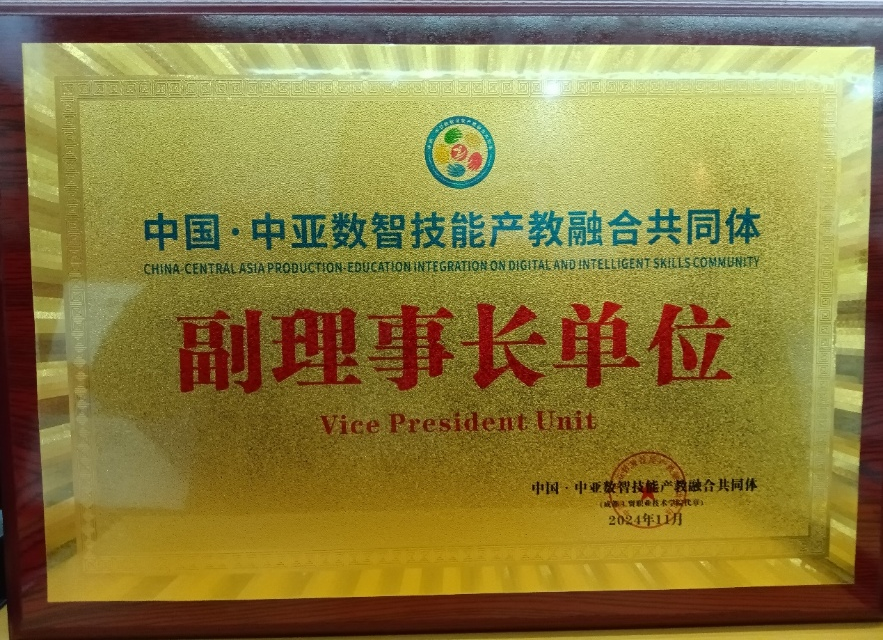 中国·中亚数智技能产教融合共同体
CHINA-CENTRAL ASIA PRODUCTION-EDUCATION INTEGRATION ON DIGITAL AND INTELLIGENT SKILLS COMMUNITY
副理事长单位
Vice President Unit
中国·中亚数智技能产教融合共同体
2024年11月